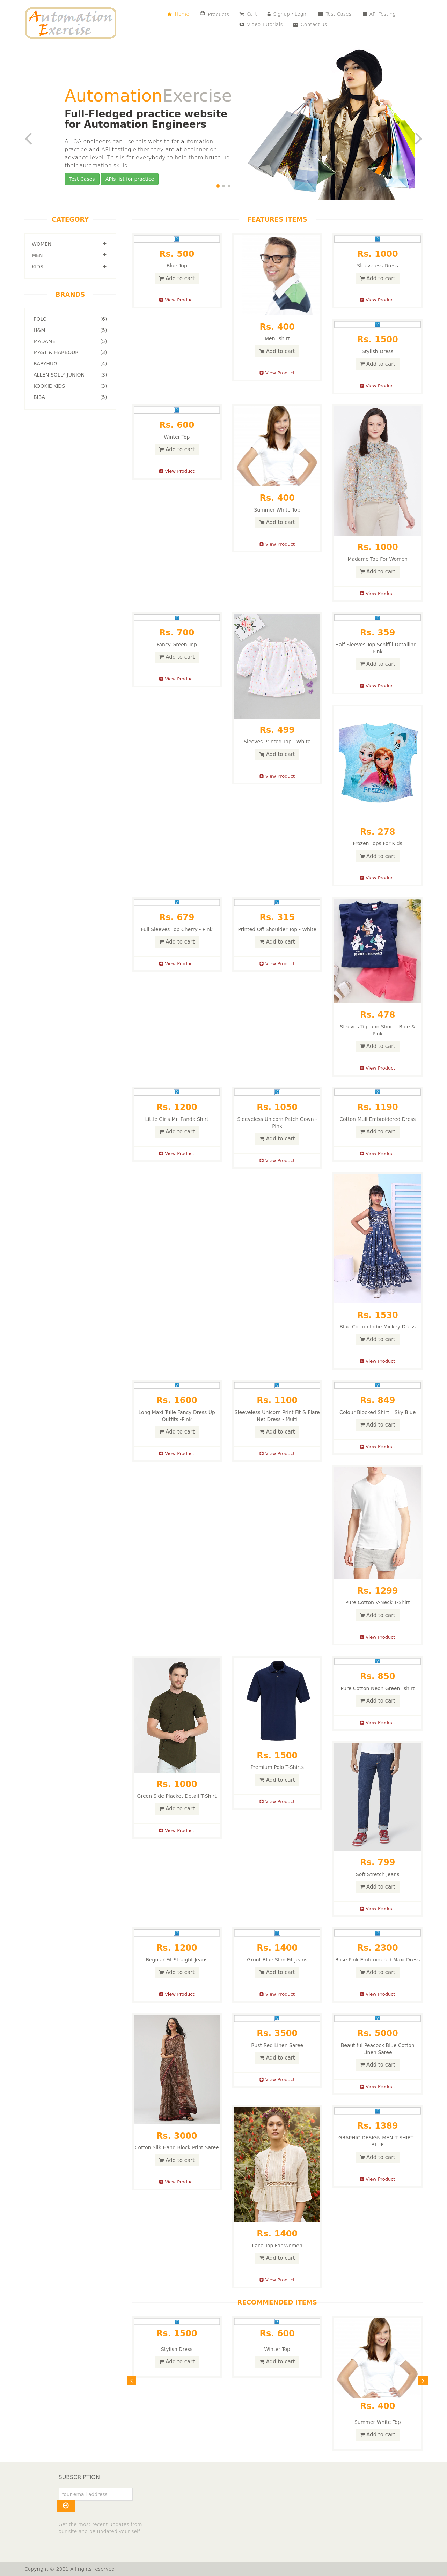 Automation
Exercise
Home
Products
Cart
Signup / Login
Test Cases
API Testing
Video Tutorials
Contact us
AutomationExercise
Full-Fledged practice website
for Automation Engineers
All QA engineers can use this website for automation
practice and API testing either they are at beginner or
advance level. This is for everybody to help them brush up
their automation skills.
Test Cases
APIs list for practice
CATEGORY
WOMEN
MEN
KIDS
BRANDS
POLO (6)
H&M (5)
MADAME (5)
MAST & HARBOUR (3)
BABYHUG (4)
ALLEN SOLLY JUNIOR (3)
KOOKIE KIDS (3)
BIBA (5)
FEATURES ITEMS
Rs. 500
Blue Top
Add to cart
View Product
Rs. 400
Men Tshirt
Add to cart
View Product
Rs. 1000
Sleeveless Dress
Add to cart
View Product
Rs. 1500
Stylish Dress
Add to cart
View Product
Rs. 600
Winter Top
Add to cart
View Product
Rs. 400
Summer White Top
Add to cart
View Product
Rs. 1000
Madame Top For Women
Add to cart
View Product
Rs. 700
Fancy Green Top
Add to cart
View Product
Rs. 499
Sleeves Printed Top - White
Add to cart
View Product
Rs. 359
Half Sleeves Top Schiffli Detailing -
Pink
Add to cart
View Product
FROZEN
Rs. 278
Frozen Tops For Kids
Add to cart
View Product
Rs. 679
Full Sleeves Top Cherry - Pink
Add to cart
View Product
Rs. 315
Printed Off Shoulder Top - White
Add to cart
View Product
Rs. 478
Sleeves Top and Short - Blue &
Pink
Add to cart
View Product
Rs. 1200
Little Girls Mr. Panda Shirt
Add to cart
View Product
Rs. 1050
Sleeveless Unicorn Patch Gown -
Pink
Add to cart
View Product
Rs. 1190
Cotton Mull Embroidered Dress
Add to cart
View Product
Rs. 1530
Blue Cotton Indie Mickey Dress
Add to cart
View Product
Rs. 1600
Long Maxi Tulle Fancy Dress Up
Outfits -Pink
Add to cart
View Product
Rs. 1100
Sleeveless Unicorn Print Fit & Flare
Net Dress - Multi
Add to cart
View Product
Rs. 849
Colour Blocked Shirt – Sky Blue
Add to cart
View Product
Rs. 1299
Pure Cotton V-Neck T-Shirt
Add to cart
View Product
Rs. 1000
Green Side Placket Detail T-Shirt
Add to cart
View Product
Rs. 1500
Premium Polo T-Shirts
Add to cart
View Product
Rs. 850
Pure Cotton Neon Green Tshirt
Add to cart
View Product
Rs. 799
Soft Stretch Jeans
Add to cart
View Product
Rs. 1200
Regular Fit Straight Jeans
Add to cart
View Product
Rs. 1400
Grunt Blue Slim Fit Jeans
Add to cart
View Product
Rs. 2300
Rose Pink Embroidered Maxi Dress
Add to cart
View Product
Rs. 3000
Cotton Silk Hand Block Print Saree
Add to cart
View Product
Rs. 3500
Rust Red Linen Saree
Add to cart
View Product
Rs. 5000
Beautiful Peacock Blue Cotton
Linen Saree
Add to cart
View Product
Rs. 1400
Lace Top For Women
Add to cart
View Product
Rs. 1389
GRAPHIC DESIGN MEN T SHIRT -
BLUE
Add to cart
View Product
RECOMMENDED ITEMS
Rs. 1500
Stylish Dress
Add to cart
Rs. 600
Winter Top
Add to cart
Rs. 400
Summer White Top
Add to cart
SUBSCRIPTION
Your email address
Get the most recent updates from
our site and be updated your self...
Copyright © 2021 All rights reserved